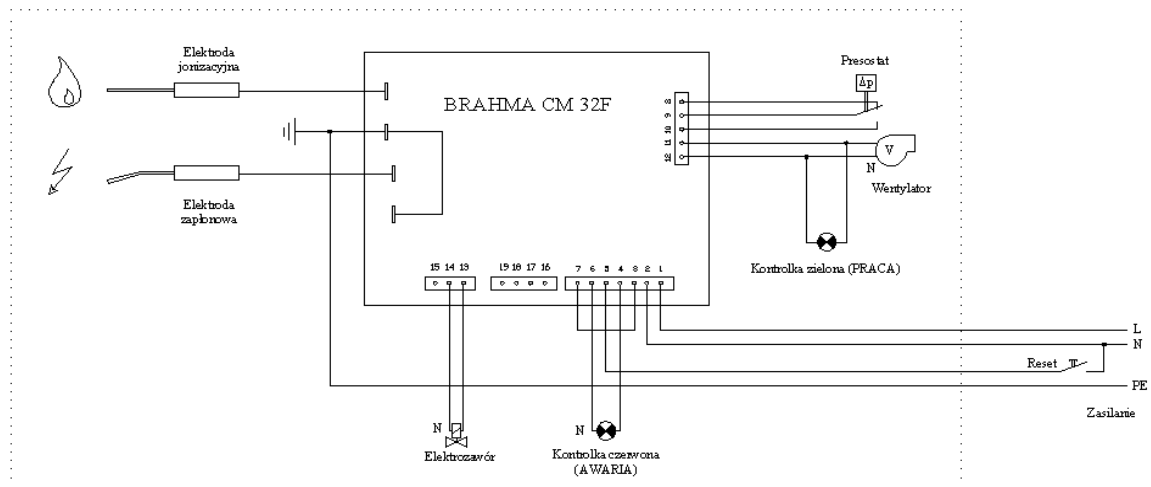 Elektroda
jonizacyjna
BRAHMA CM 32F
Presostat
Δp
8
9
10
11
12
V
N
Wentylator
Elektroda
zapłonowa
Kontrolka zielona (PRACA)
15 14 13
19 18 17 16
7 6 5 4 3 2 1
L
N
Reset
PE
Zasilanie
N
Elektrozawór
N
Kontrolka czerwona
(AWARIA)